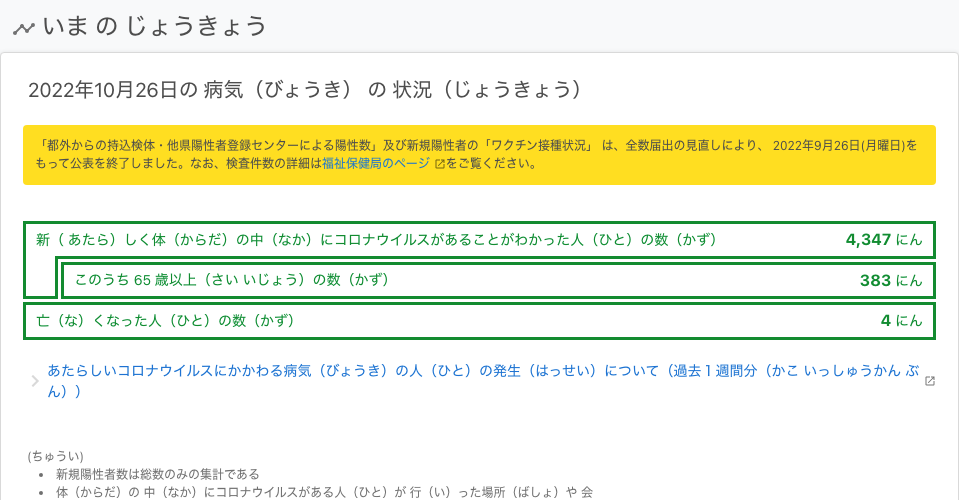 いま の じょうきょう
2022年10月26日の 病気（びょうき） の 状況（じょうきょう）
「都外からの持込検体・他県陽性者登録センターによる陽性数」及び新規陽性者の「ワクチン接種状況」 は、全数届出の見直しにより、 2022年9月26日(月曜日)を
もって公表を終了しました。なお、検査件数の詳細は福祉保健局のページ をご覧ください。
新（ あたら）しく体（からだ）の中（なか）にコロナウイルスがあることがわかった人（ひと）の数（かず） 4,347 にん
このうち 65 歳以上（さい いじょう）の数（かず） 383 にん
亡（な）くなった人（ひと）の数（かず） 4 にん
あたらしいコロナウイルスにかかわる病気（びょうき）の人（ひと）の発生（はっせい）について（過去１週間分（かこ いっしゅうかん ぶ
ん））
(ちゅうい)
• 新規陽性者数は総数のみの集計である
• 体（からだ）の 中（なか）にコロナウイルスがある人（ひと）が 行（い）った場所（ばしょ）や 会